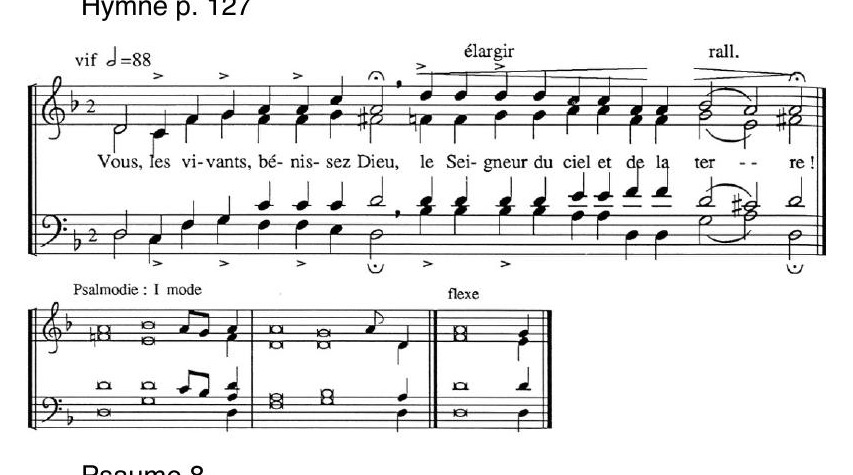 Hymne p. 127
élargir rall.
vif 𝅗𝅥=88
Vous, les vi-vants, bé-nis-sez Dieu, le Sei-gneur du ciel et de la ter -- re !
Psalmodie : I mode flexe
Psaume 8